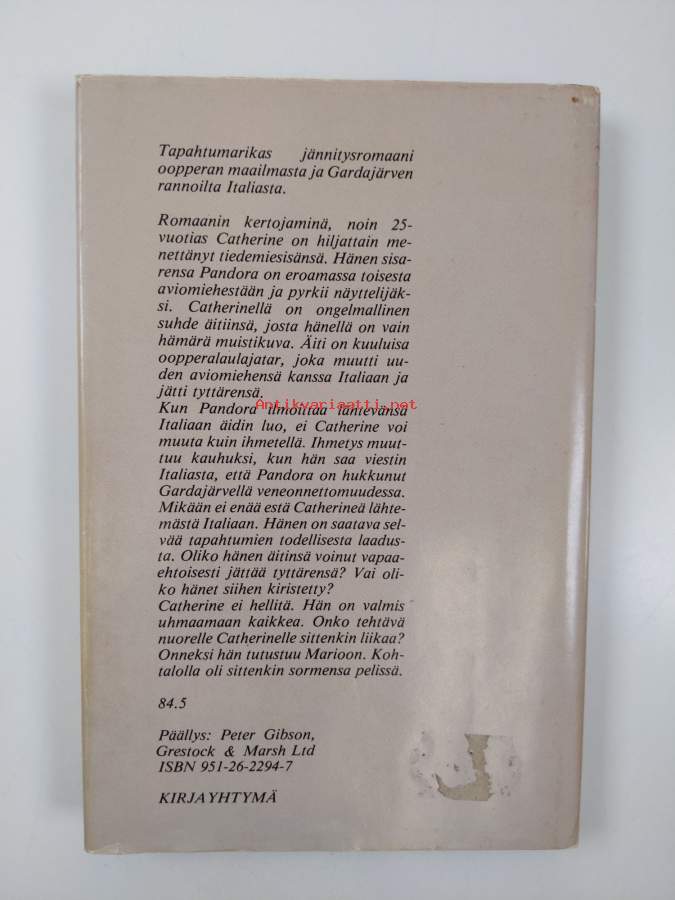 Tapahtumarikas jännitysromaani
oopperan maailmasta ja Gardajärven
rannoilta Italiasta.
Romaanin kertojaminä, noin 25-
vuotias Catherine on hiljattain me-
nettänyt tiedemiesisänsä. Hänen sisa-
rensa Pandora on eroamassa toisesta
aviomiehestään ja pyrkii näyttelijäk-
si. Catherinellä on ongelmallinen
suhde äitiinsä, josta hänellä on vain
hämärä muistikuva. Äiti on kuuluisa
oopperalaulajatar, joka muutti uu-
den aviomiehensä kanssa Italiaan ja
jätti tyttärensä.
Antikvariaatti.net
Kun Pandora ilmoittaa lähtevänsä
Italiaan äidin luo, ei Catherine voi
muuta kuin ihmetellä. Ihmetys muut-
tuu kauhuksi, kun hän saa viestin
Italiasta, että Pandora on hukkunut
Gardajärvellä veneonnettomuudessa.
Mikään ei enää estä Catherineä lähte-
mästä Italiaan. Hänen on saatava sel-
vää tapahtumien todellisesta laadus-
ta. Oliko hänen äitinsä voinut vapaa-
ehtoisesti jättää tyttärensä? Vai oli-
ko hänet siihen kiristetty?
Catherine ei hellitä. Hän on valmis
uhmaamaan kaikkea. Onko tehtävä
nuorelle Catherinelle sittenkin liikaa?
Onneksi hän tutustuu Marioon. Koh-
talolla oli sittenkin sormensa pelissä.
84.5
Päällys: Peter Gibson,
Grestock & Marsh Ltd
ISBN 951-26-2294-7
KIRJAYHTYMÄ